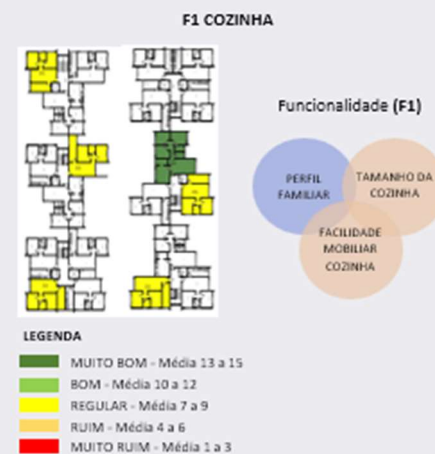 F1 COZINHA
Funcionalidade (F1)
PERFIL
FAMILIAR
TAMANHO DA
COZINHA
FACILIDADE
MOBILIAR
COZINHA
LEGENDA
MUITO BOM - Média 13 a 15
BOM - Média 10 a 12
REGULAR - Média 7 a 9
RUIM - Média 4 a 6
MUITO RUIM - Média 1 a 3